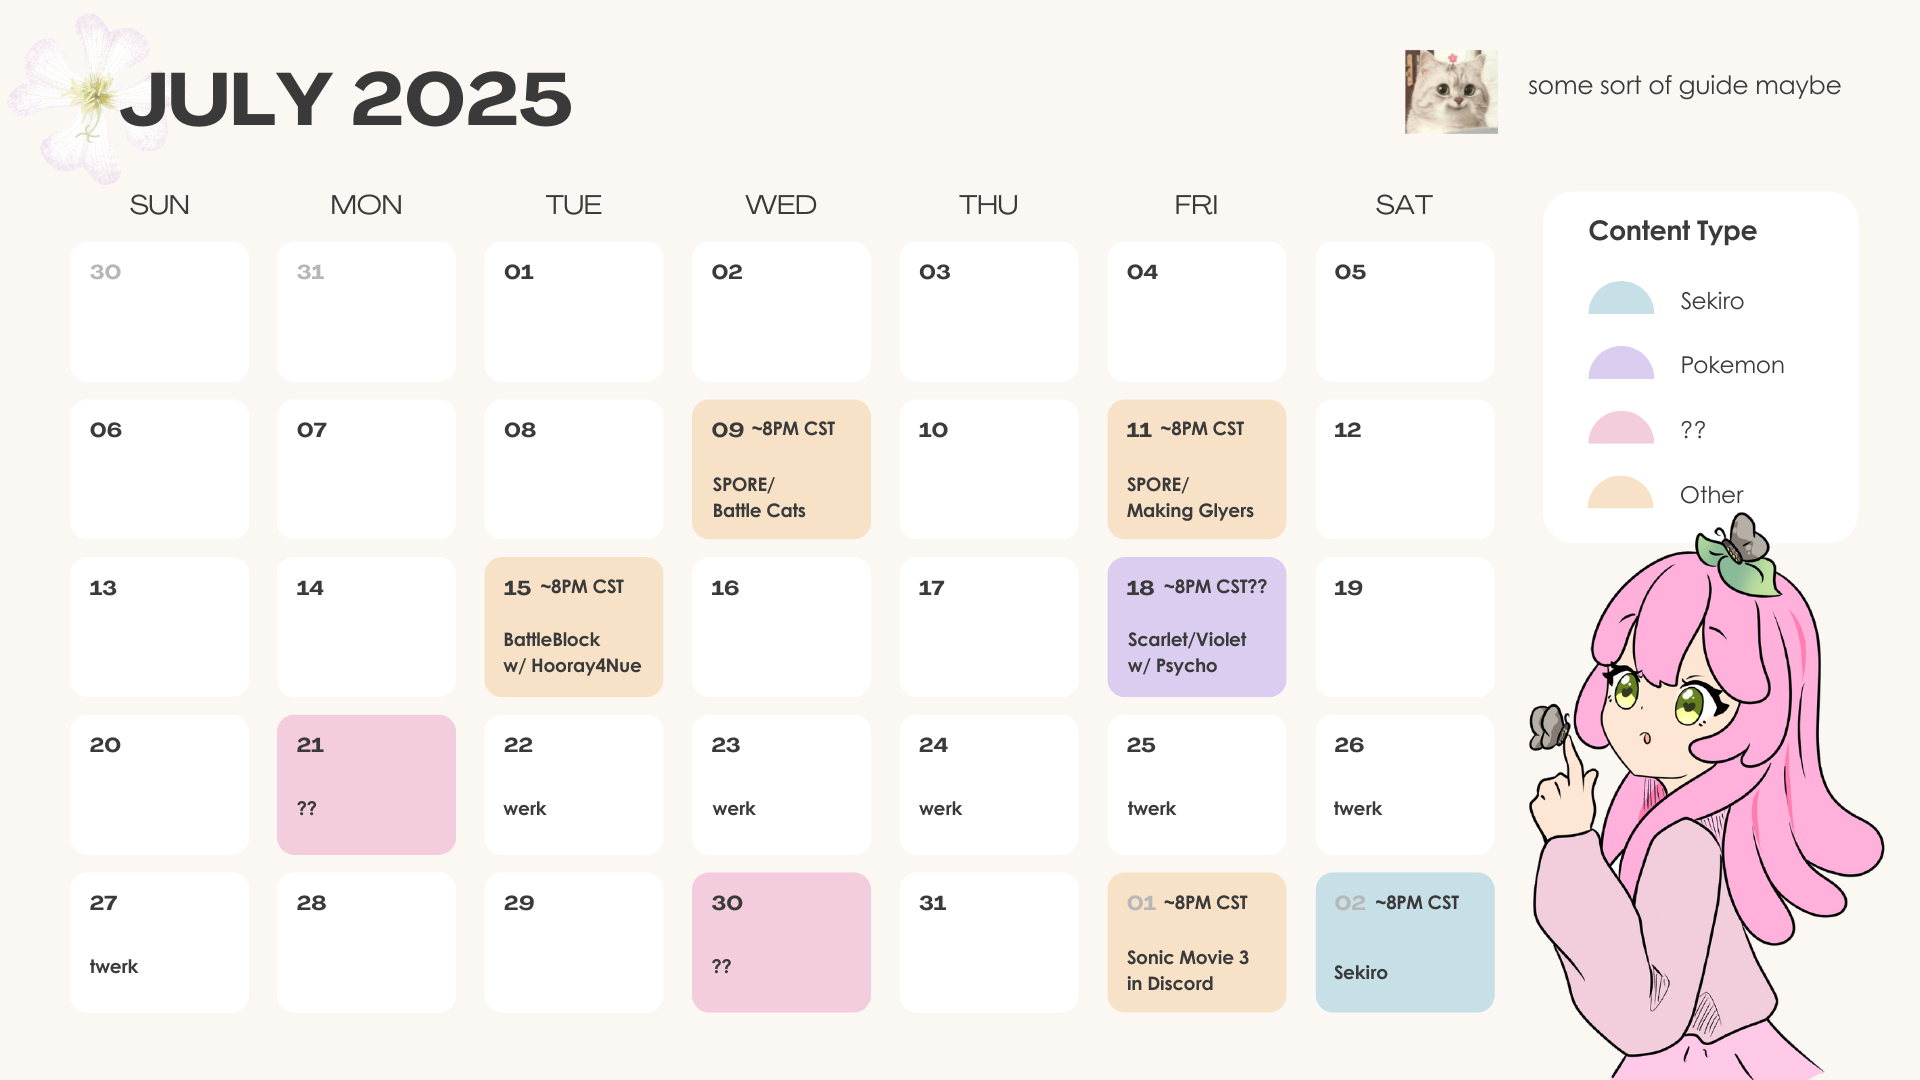 JULY 2025
some sort of guide maybe
SUN MON TUE WED THU FRI SAT
30 31 01 02 03 04 05
06 07 08 09 ~8PM CST 10 11 ~8PM CST 12
SPORE/
Battle Cats
SPORE/
Making Glyers
13 14 15 ~8PM CST 16 17 18 ~8PM CST?? 19
BattleBlock
w/ Hooray4Nue
Scarlet/Violet
w/ Psycho
20 21 22 23 24 25 26
?? werk werk werk twerk twerk
27 28 29 30 31 01 ~8PM CST 02 ~8PM CST
twerk
??
Sonic Movie 3
in Discord
Sekiro
Content Type
Sekiro
Pokemon
??
Other